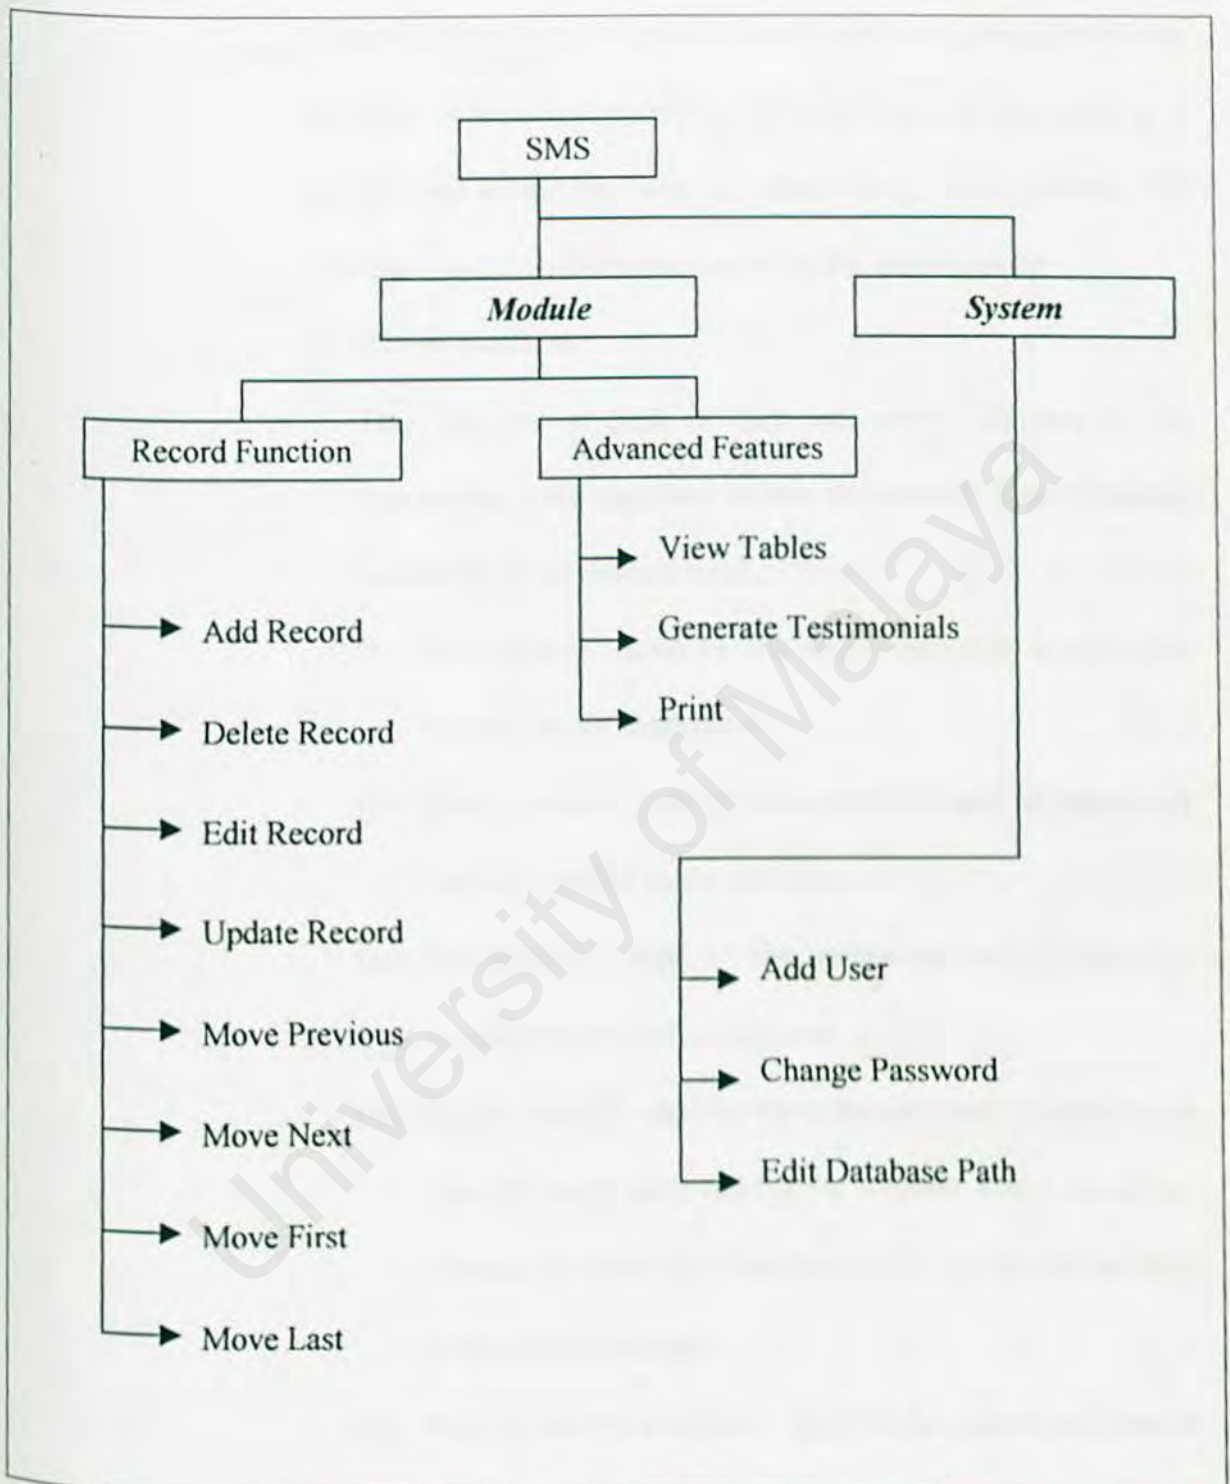 SMS
Module
System
Record Function
Advanced Features
View Tables
Generate Testimonials
Print
Add Record
Delete Record
Edit Record
Update Record
Move Previous
Move Next
Move First
Move Last
Add User
Change Password
Edit Database Path
University of Malaya